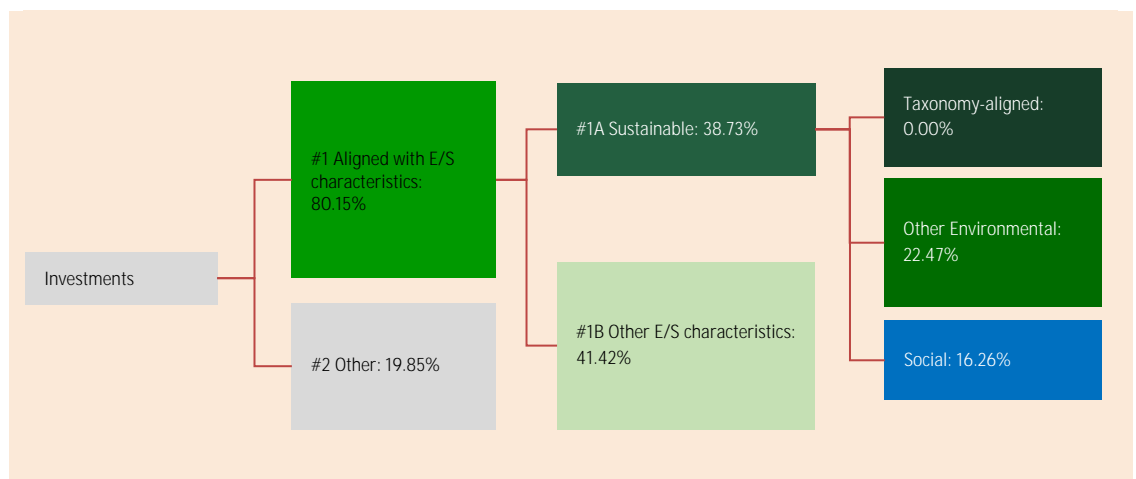 Investments
#1 Aligned with E/S
characteristics:
80.15%
#2 Other: 19.85%
#1A Sustainable: 38.73%
#1B Other E/S characteristics:
41.42%
Taxonomy-aligned:
0.00%
Other Environmental:
22.47%
Social: 16.26%